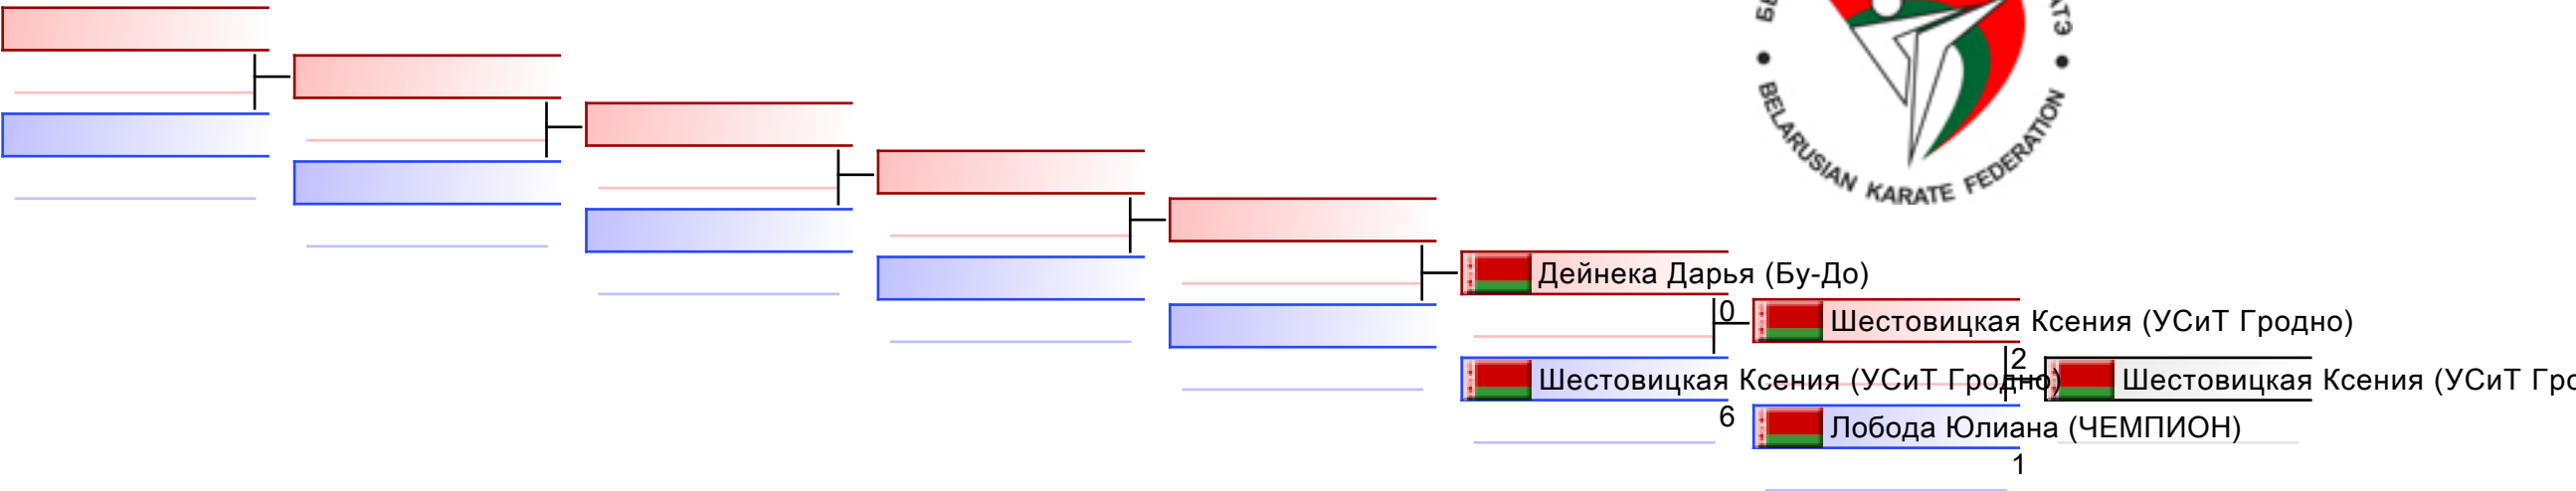 BELARUSIAN KARATE FEDERATION
Дейнека Дарья (Бу-До)
0
Шестовицкая Ксения (УСиТ Гродно)
2
Шестовицкая Ксения (УСиТ Гродно)
Шестовицкая Ксения (УСиТ Гро
6
Лобода Юлиана (ЧЕМПИОН)
1